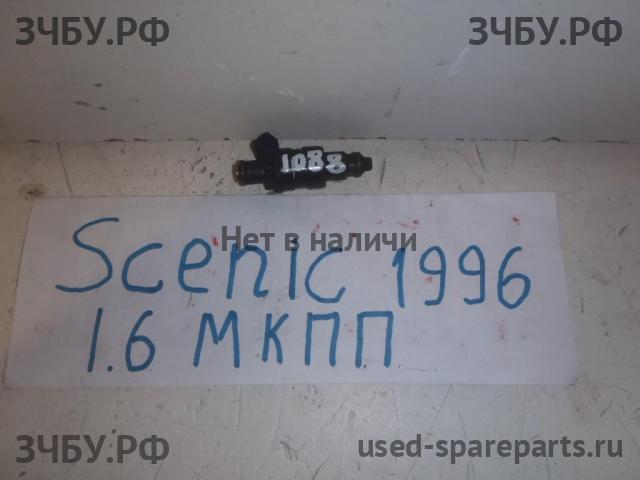 ЗЧБУ.РФ ЗЧБУ.РФ
1088
Нет в наличи
Scenic 1996
1.6 МКПП
ЗЧБУ.РФ used-spareparts.ru